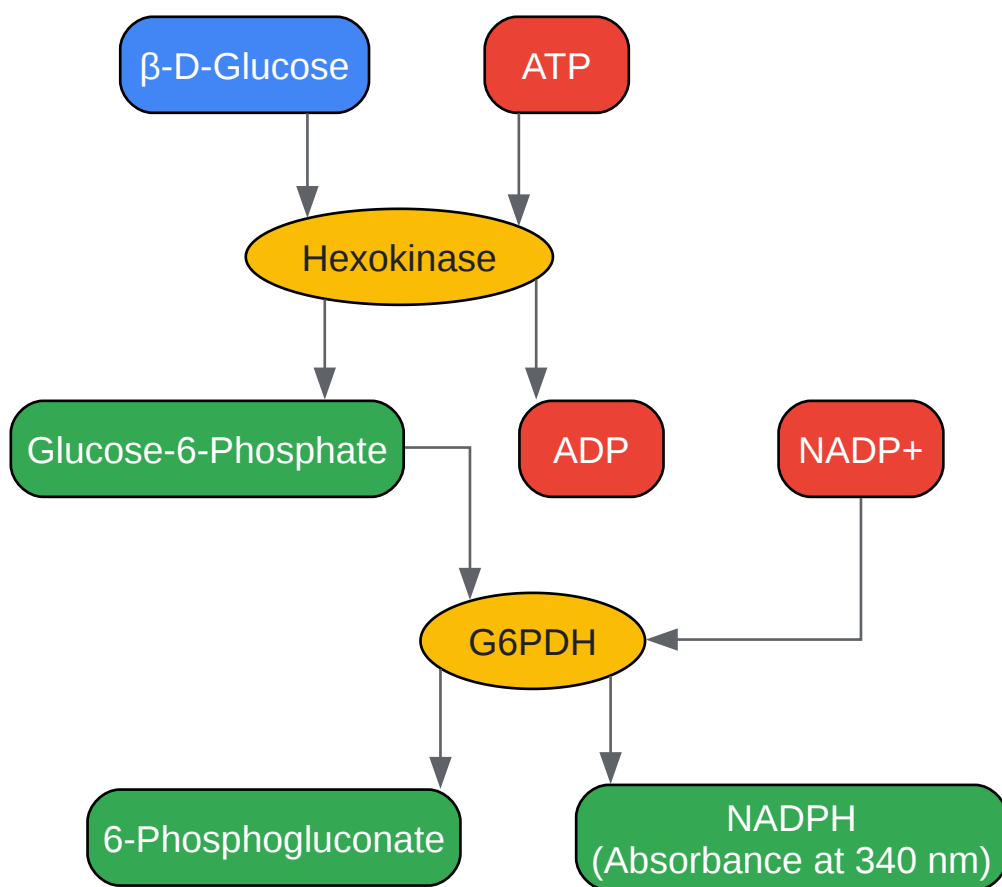 β-D-Glucose
ATP
Hexokinase
Glucose-6-Phosphate
ADP
NADP+
G6PDH
6-Phosphogluconate
NADPH
(Absorbance at 340 nm)